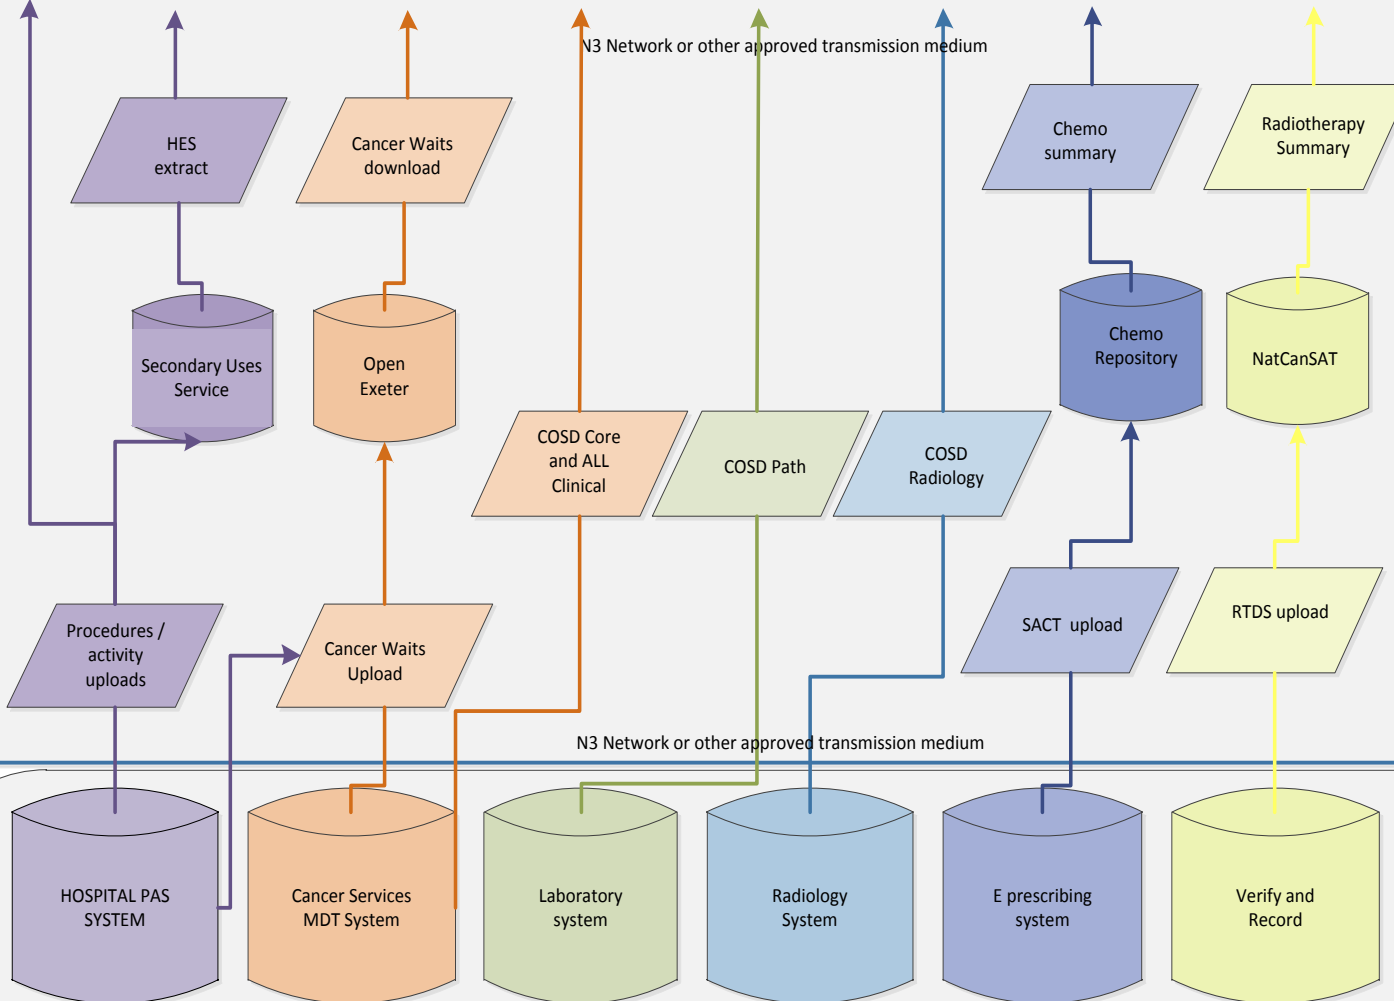 N3 Network or other approved transmission medium
HES
extract
Cancer Waits
download
Chemo
summary
Radiotherapy
Summary
Secondary Uses
Service
Open
Exeter
Chemo
Repository
NatCanSAT
COSD Core
and ALL
Clinical
COSD Path
COSD
Radiology
Procedures /
activity
uploads
Cancer Waits
Upload
SACT upload
RTDS upload
N3 Network or other approved transmission medium
HOSPITAL PAS
SYSTEM
Cancer Services
MDT System
Laboratory
system
Radiology
System
E prescribing
system
Verify and
Record